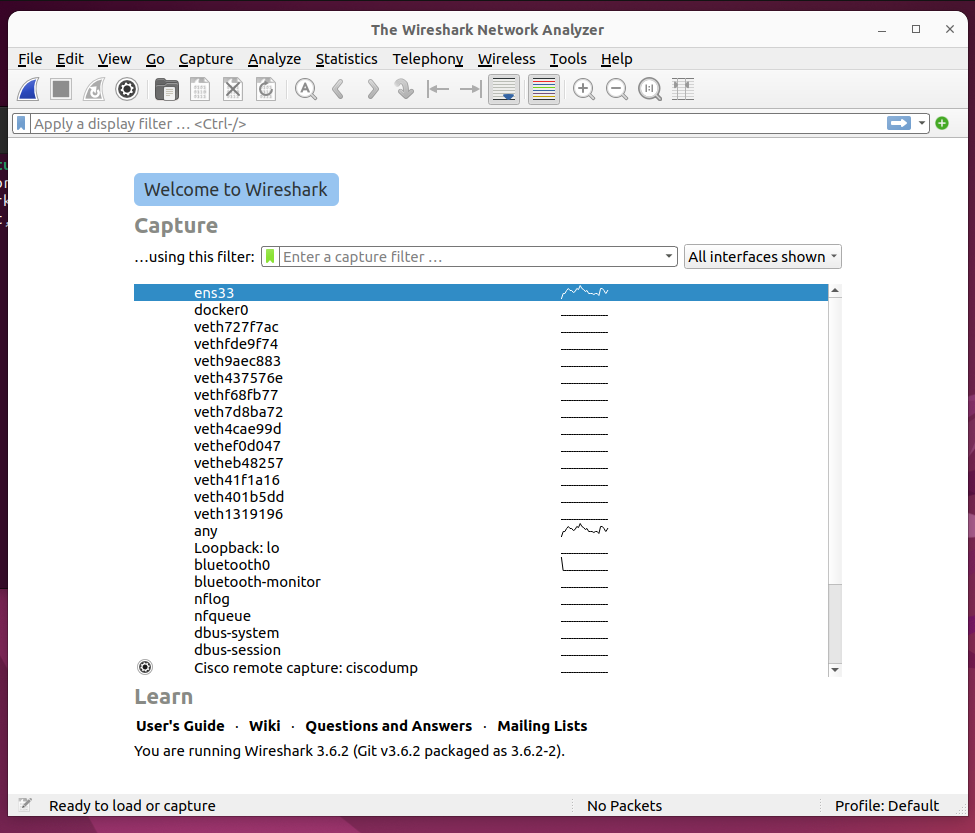 The Wireshark Network Analyzer
File Edit View Go Capture Analyze Statistics Telephony Wireless Tools Help
Apply a display filter … <Ctrl-/>
Welcome to Wireshark
Capture
…using this filter: Enter a capture filter … All interfaces shown
ens33
docker0
veth727f7ac
vethfde9f74
veth9aec883
veth437576e
vethf68fb77
veth7d8ba72
veth4cae99d
vethef0d047
vetheb48257
veth41f1a16
veth401b5dd
veth1319196
any
Loopback: lo
bluetooth0
bluetooth-monitor
nflog
nfqueue
dbus-system
dbus-session
Cisco remote capture: ciscodump
Learn
User's Guide · Wiki · Questions and Answers · Mailing Lists
You are running Wireshark 3.6.2 (Git v3.6.2 packaged as 3.6.2-2).
Ready to load or capture No Packets Profile: Default